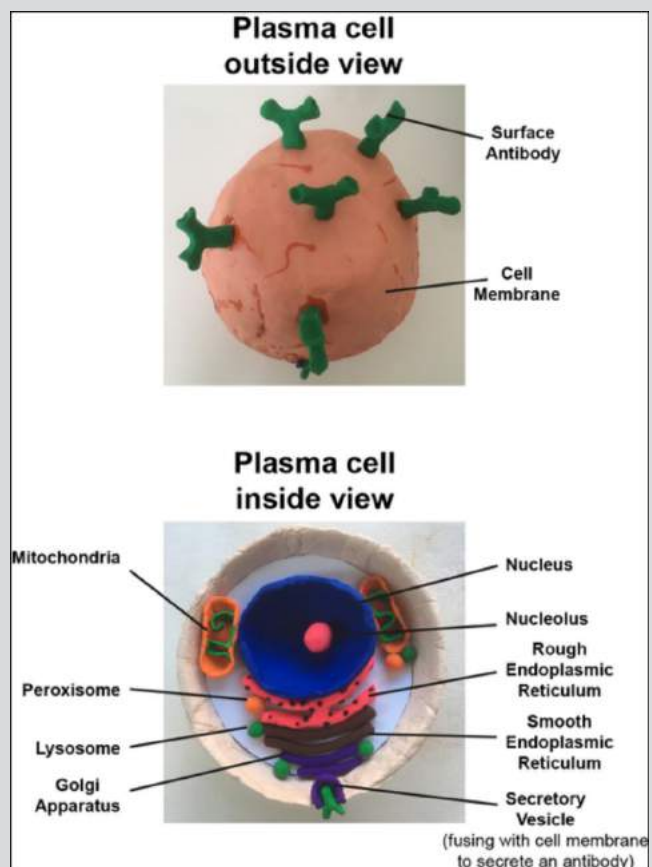 Plasma cell
outside view
Surface
Antibody
Cell
Membrane
Plasma cell
inside view
Mitochondria
Peroxisome
Lysosome
Golgi
Apparatus
Nucleus
Nucleolus
Rough
Endoplasmic
Reticulum
Smooth
Endoplasmic
Reticulum
Secretory
Vesicle
(fusing with cell membrane
to secrete an antibody)